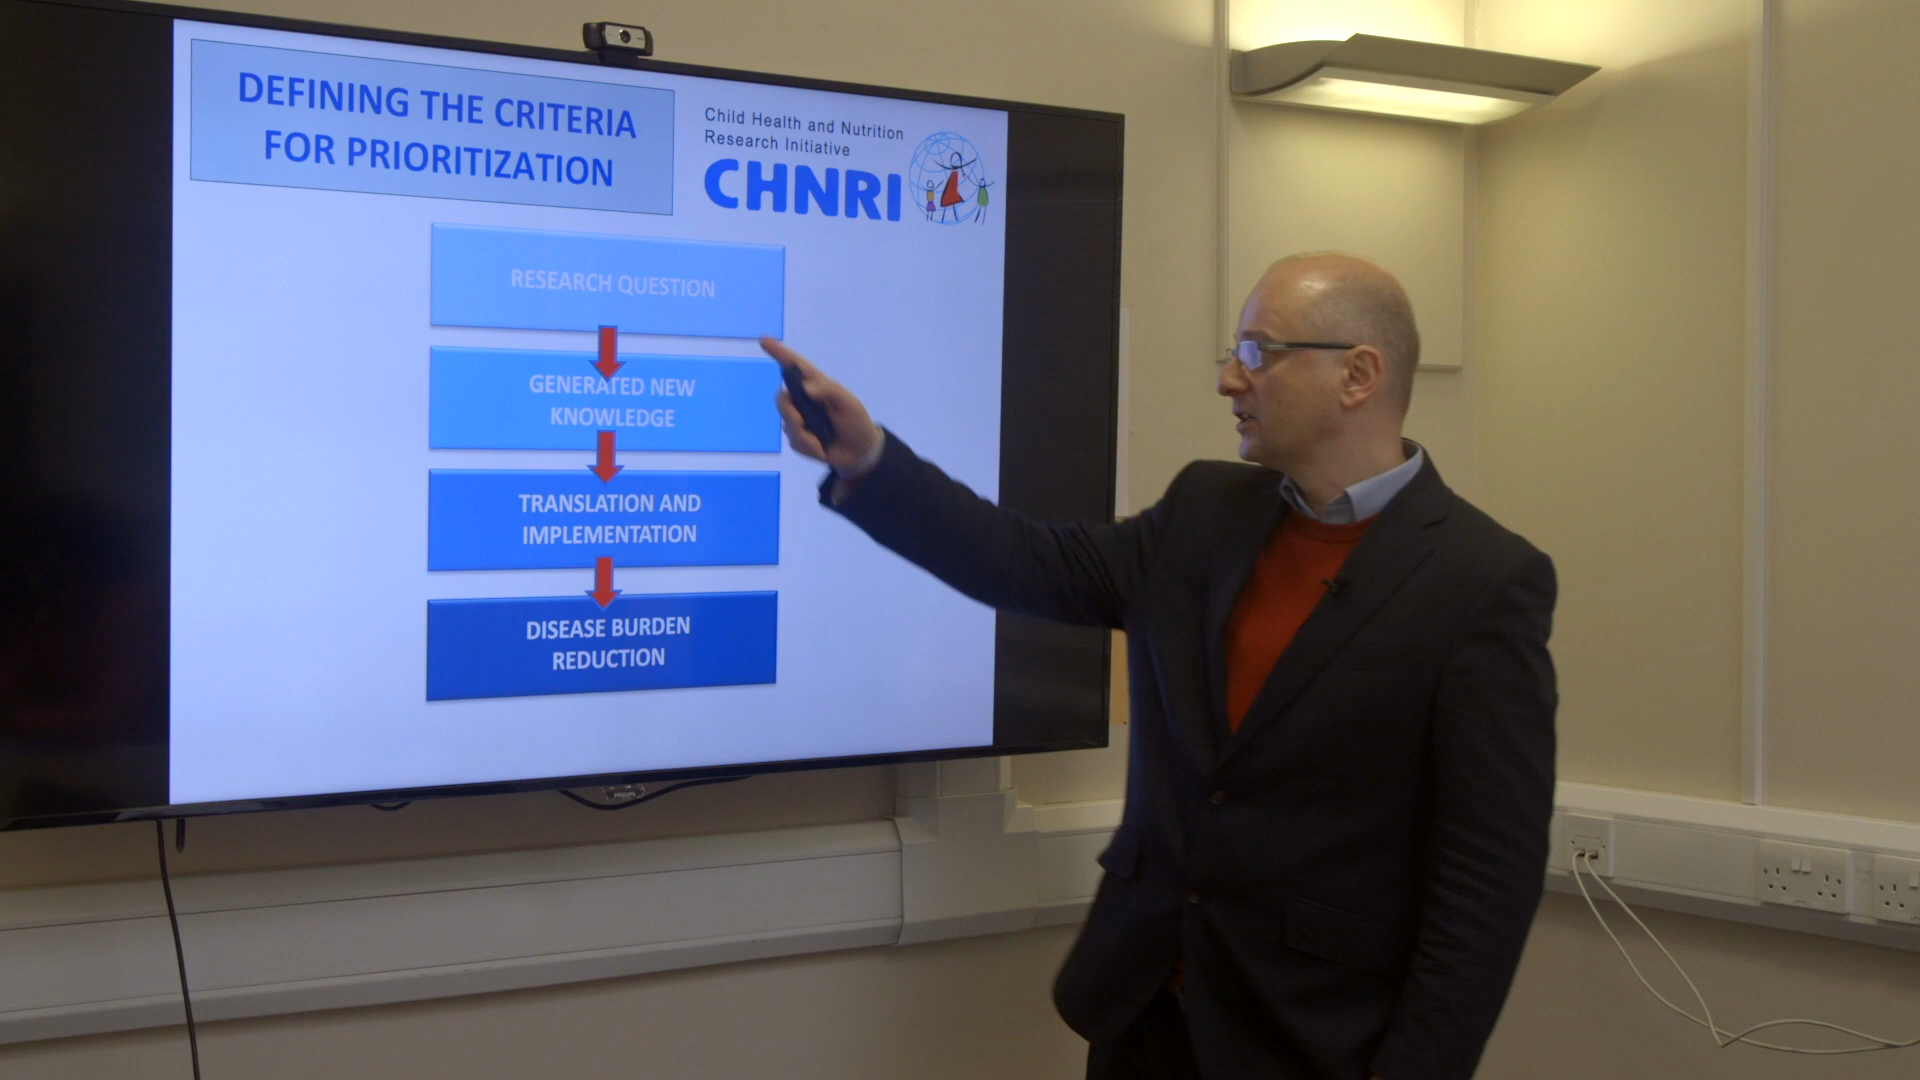 DEFINING THE CRITERIA
FOR PRIORITIZATION
Child Health and Nutrition
Research Initiative
CHNRI
RESEARCH QUESTION
GENERATED NEW
KNOWLEDGE
TRANSLATION AND
IMPLEMENTATION
DISEASE BURDEN
REDUCTION
PHILIPS